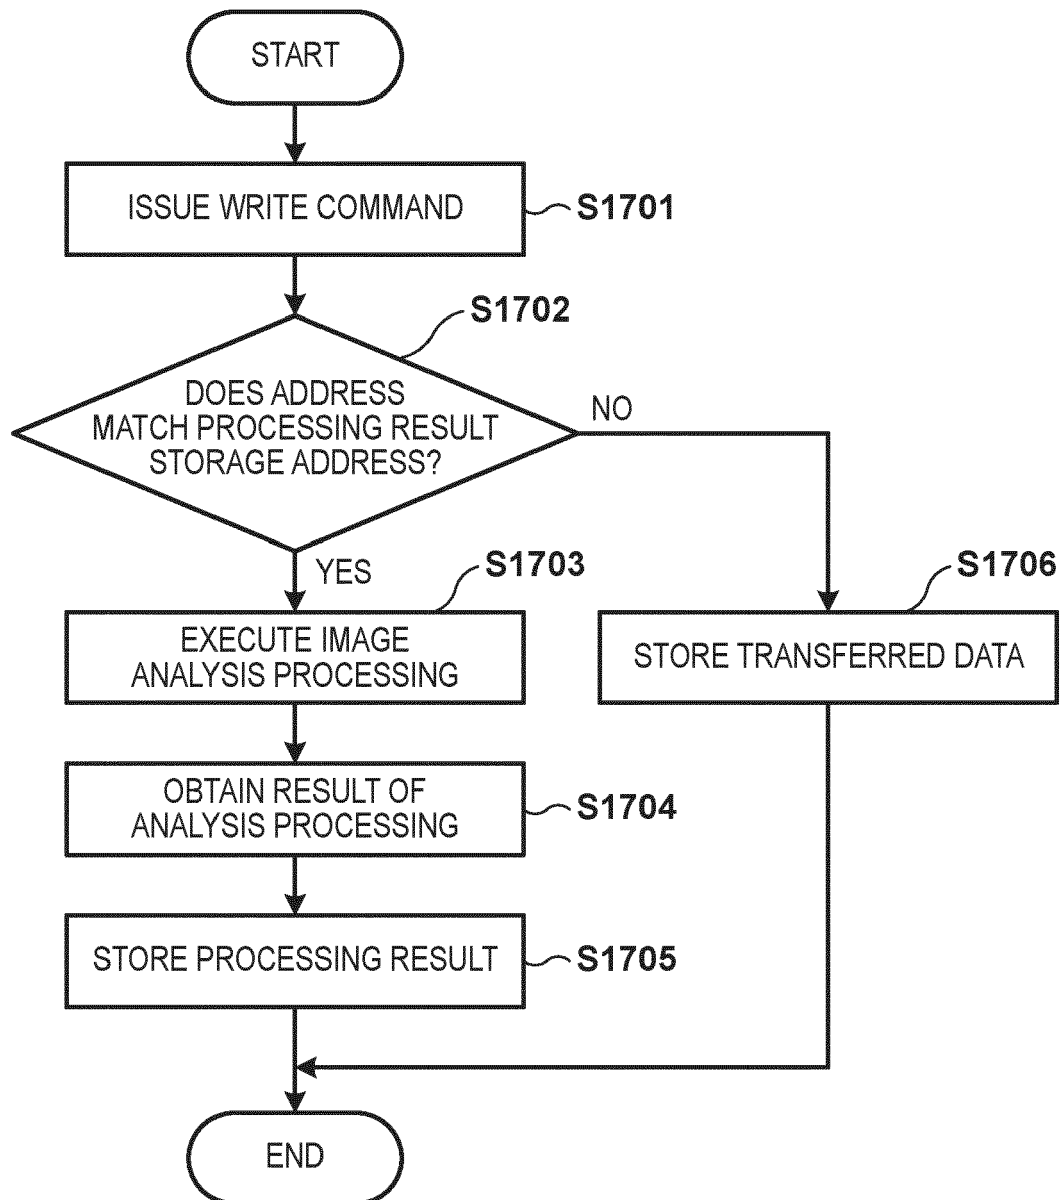 START
ISSUE WRITE COMMAND
S1701
S1702
DOES ADDRESS
MATCH PROCESSING RESULT
STORAGE ADDRESS?
NO
YES
S1703
EXECUTE IMAGE
ANALYSIS PROCESSING
S1706
STORE TRANSFERRED DATA
OBTAIN RESULT OF
ANALYSIS PROCESSING
S1704
STORE PROCESSING RESULT
S1705
END